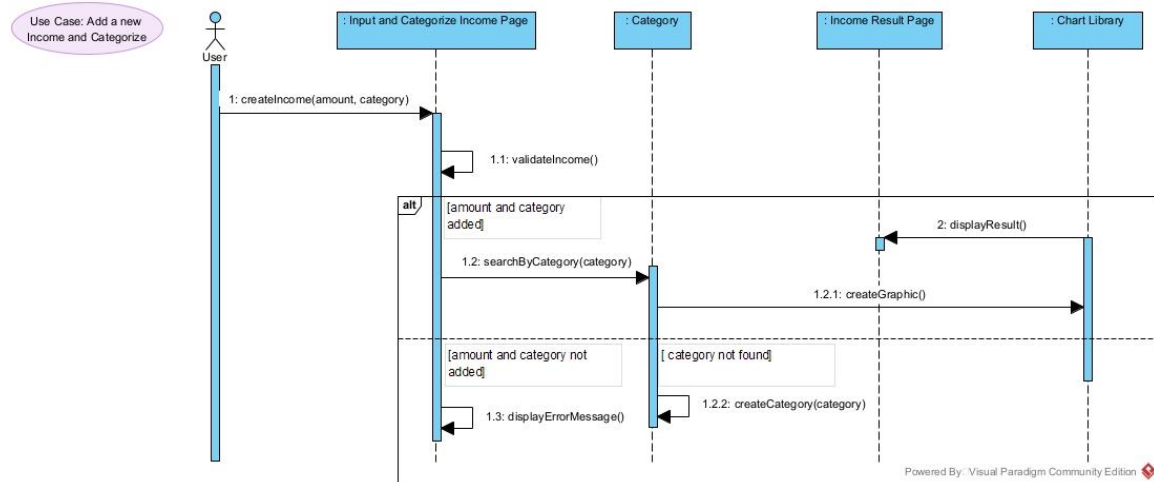 Use Case: Add a new
Income and Categorize
User
: Input and Categorize Income Page
: Category
: Income Result Page
: Chart Library
1: createIncome(amount, category)
1.1: validateIncome()
alt
[amount and category
added]
2: displayResult()
1.2: searchByCategory(category)
1.2.1: createGraphic()
[amount and category not
added]
[ category not found]
1.2.2: createCategory(category)
1.3: displayErrorMessage()
Powered By Visual Paradigm Community Edition